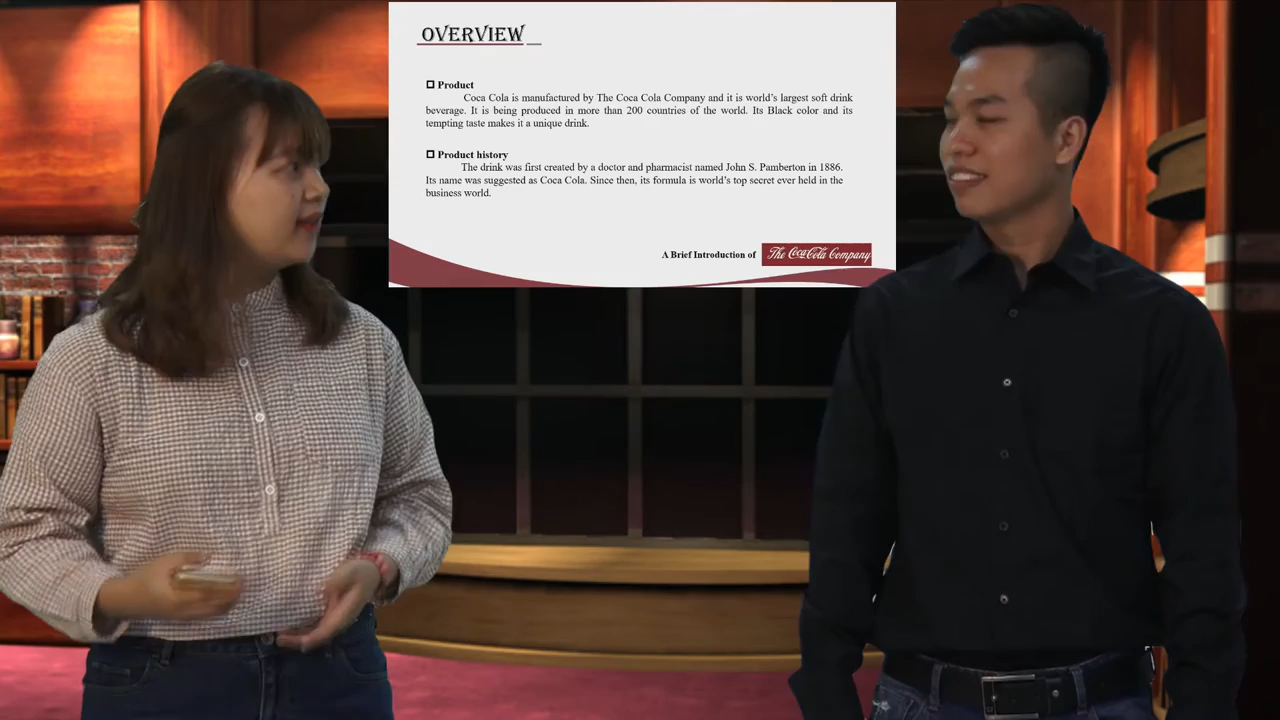 OVERVIEW
Product
Coca Cola is manufactured by The Coca Cola Company and it is world's largest soft drink
beverage. It is being produced in more than 200 countries of the world. Its Black color and its
tempting taste makes it a unique drink.
Product history
The drink was first created by a doctor and pharmacist named John S. Pamberton in 1886.
Its name was suggested as Coca Cola. Since then, its formula is world's top secret ever held in the
business world.
A Brief Introduction of The Coca-Cola Company